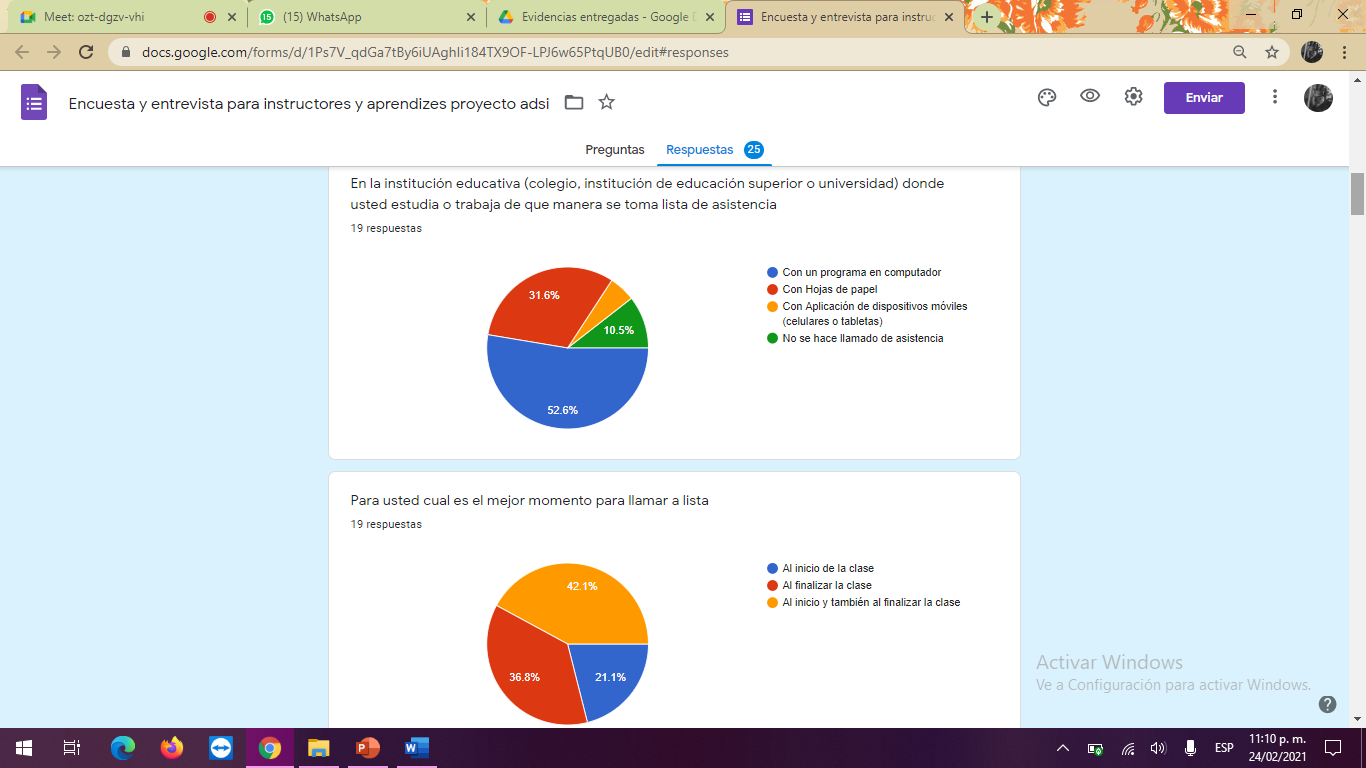 Meet: ozt-dgzv-vhi
(15) WhatsApp
Evidencias entregadas - Google D
Encuesta y entrevista para instruc
docs.google.com/forms/d/1Ps7V_qdGa7tBy6iUAghIi184TX9OF-LPJ6w65PtqUB0/edit#responses
Encuesta y entrevista para instructores y aprendizes proyecto adsi
Enviar
Preguntas
Respuestas 25
En la institución educativa (colegio, institución de educación superior o universidad) donde
usted estudia o trabaja de que manera se toma lista de asistencia
19 respuestas
31.6%
10.5%
52.6%
Con un programa en computador
Con Hojas de papel
Con Aplicación de dispositivos móviles
(celulares o tabletas)
No se hace llamado de asistencia
Para usted cual es el mejor momento para llamar a lista
19 respuestas
42.1%
36.8%
21.1%
Al inicio de la clase
Al finalizar la clase
Al inicio y también al finalizar la clase
Activar Windows
Ve a Configuración para activar Windows.
ESP
11:10 p. m.
24/02/2021